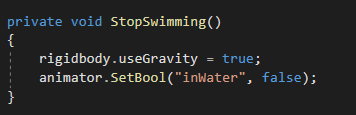 private void StopSwimming()
{
    rigidbody.useGravity = true;
    animator.SetBool("inWater", false);
}